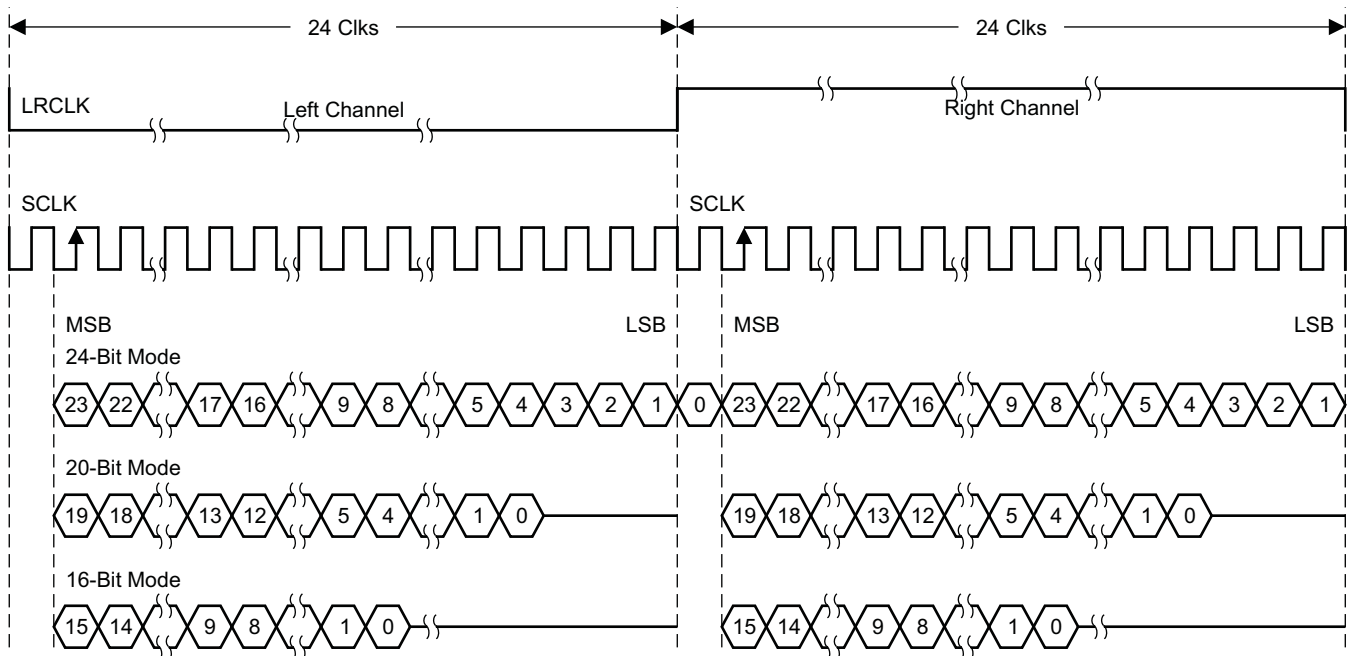 24 Clks 24 Clks
LRCLK Left Channel Right Channel
SCLK SCLK
MSB LSB MSB LSB
24-Bit Mode
23 22 17 16 9 8 5 4 3 2 1 0 23 22 17 16 9 8 5 4 3 2 1
20-Bit Mode
19 18 13 12 5 4 1 0 19 18 13 12 5 4 1 0
16-Bit Mode
15 14 9 8 1 0 15 14 9 8 1 0